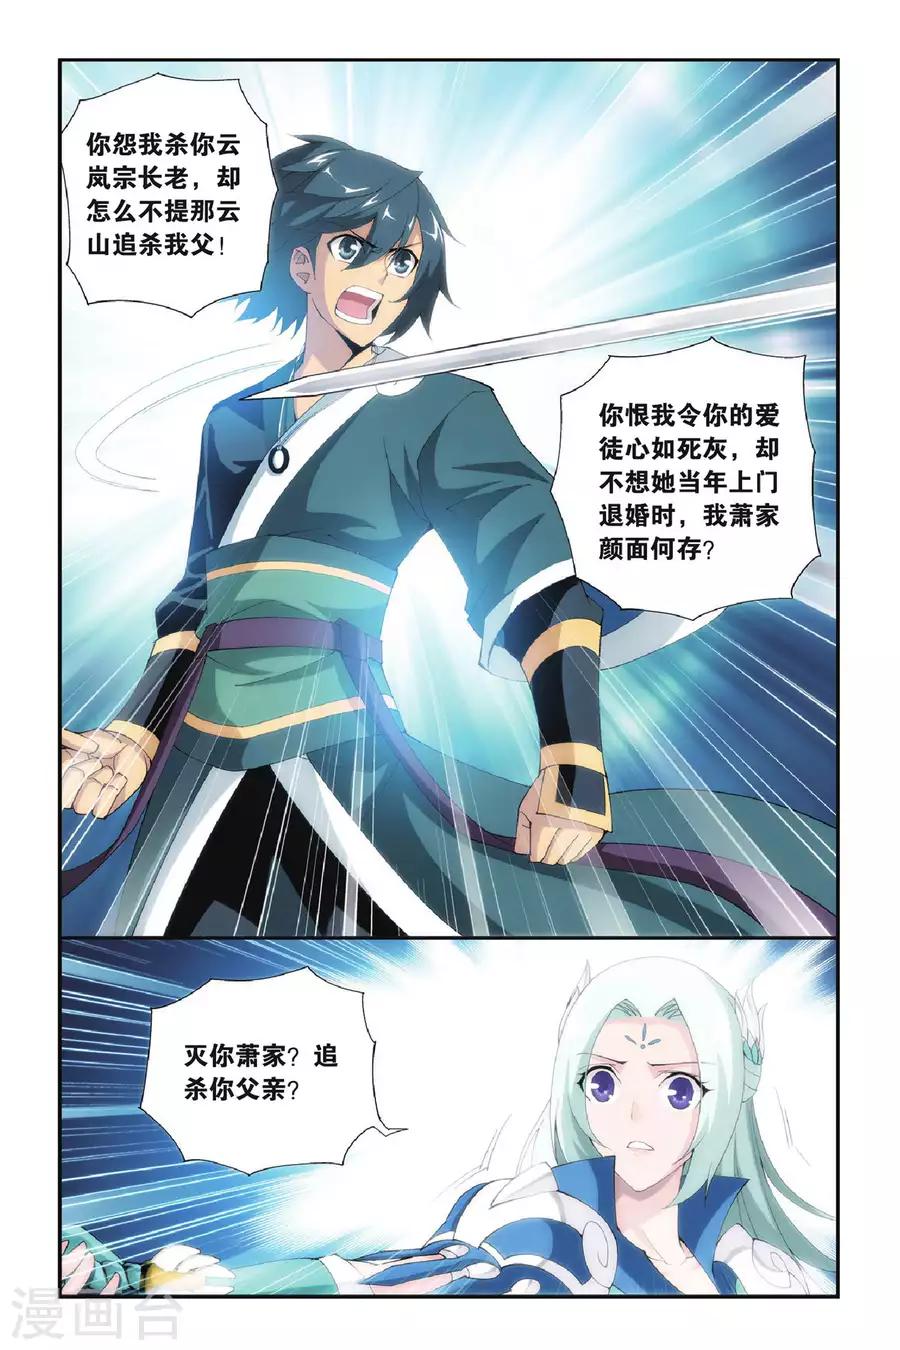 你怨我杀你云
岚宗长老，却
怎么不提那云
山追杀我父！
你恨我令你的爱
徒心如死灰，却
不想她当年上门
退婚时，我萧家
颜面何存？
灭你萧家？追
杀你父亲？
漫画台